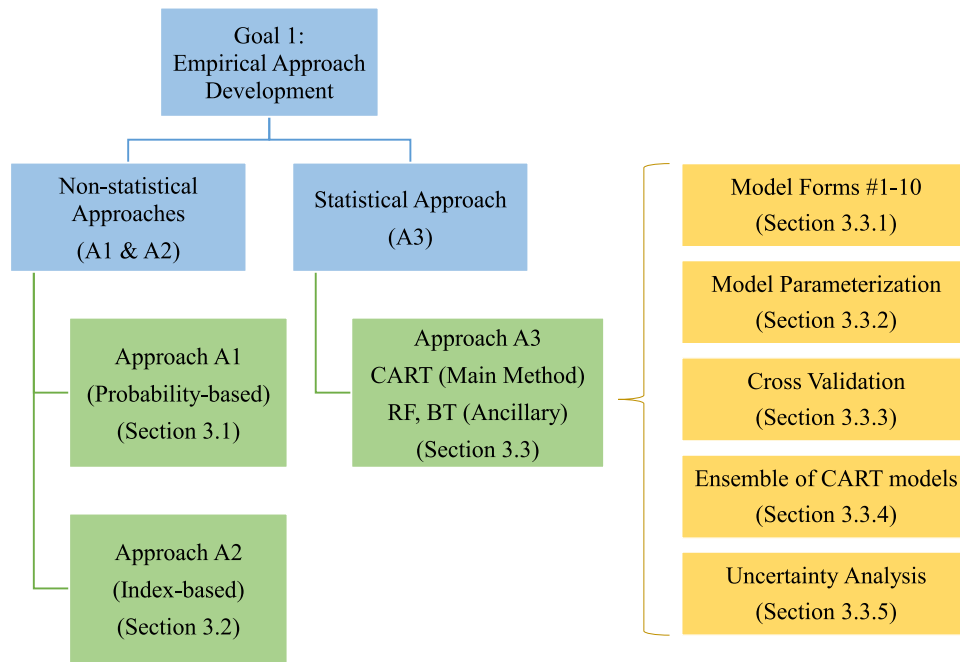 Goal 1:
Empirical Approach
Development
Non-statistical
Approaches
(A1 & A2)
Statistical Approach
(A3)
Approach A1
(Probability-based)
(Section 3.1)
Approach A2
(Index-based)
(Section 3.2)
Approach A3
CART (Main Method)
RF, BT (Ancillary)
(Section 3.3)
Model Forms #1-10
(Section 3.3.1)
Model Parameterization
(Section 3.3.2)
Cross Validation
(Section 3.3.3)
Ensemble of CART models
(Section 3.3.4)
Uncertainty Analysis
(Section 3.3.5)